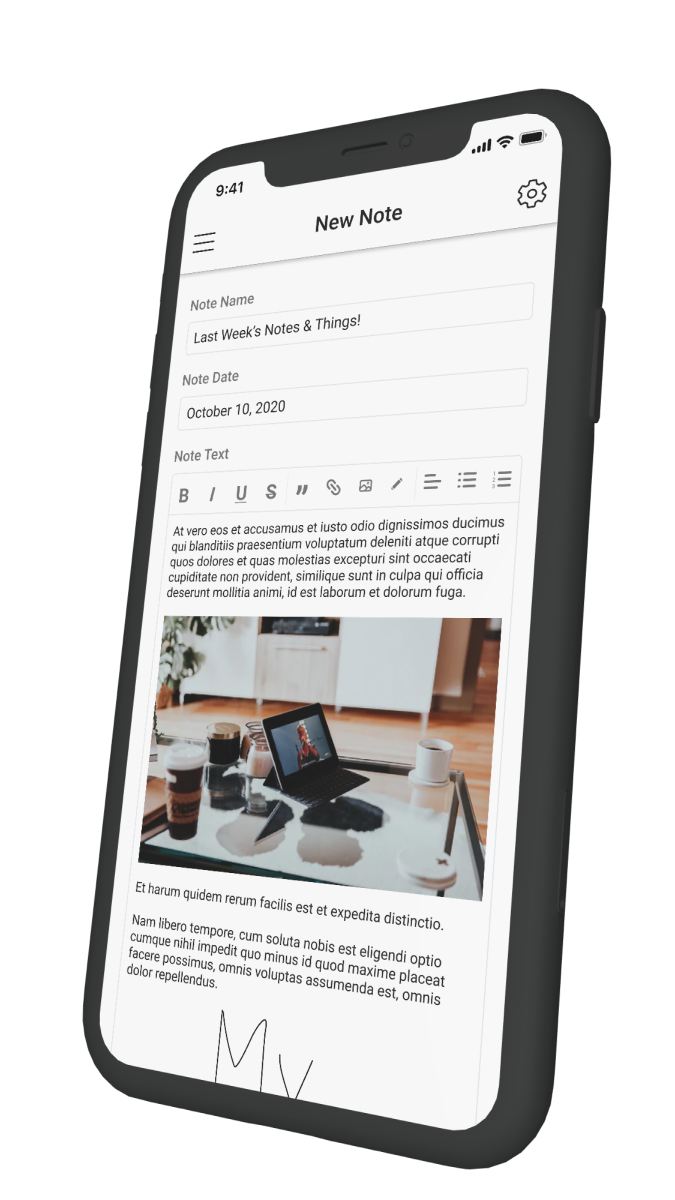 9:41
New Note
Note Name
Last Week's Notes & Things!
Note Date
October 10, 2020
Note Text
B I U S
At vero eos et accusamus et iusto odio dignissimos ducimus
qui blanditiis praesentium voluptatum deleniti atque corrupti
quos dolores et quas molestias excepturi sint occaecati
cupiditate non provident, similique sunt in culpa qui officia
deserunt mollitia animi, id est laborum et dolorum fuga.
Et harum quidem rerum facilis est et expedita distinctio.
Nam libero tempore, cum soluta nobis est eligendi optio
cumque nihil impedit quo minus id quod maxime placeat
facere possimus, omnis voluptas assumenda est, omnis
dolor repellendus.
My